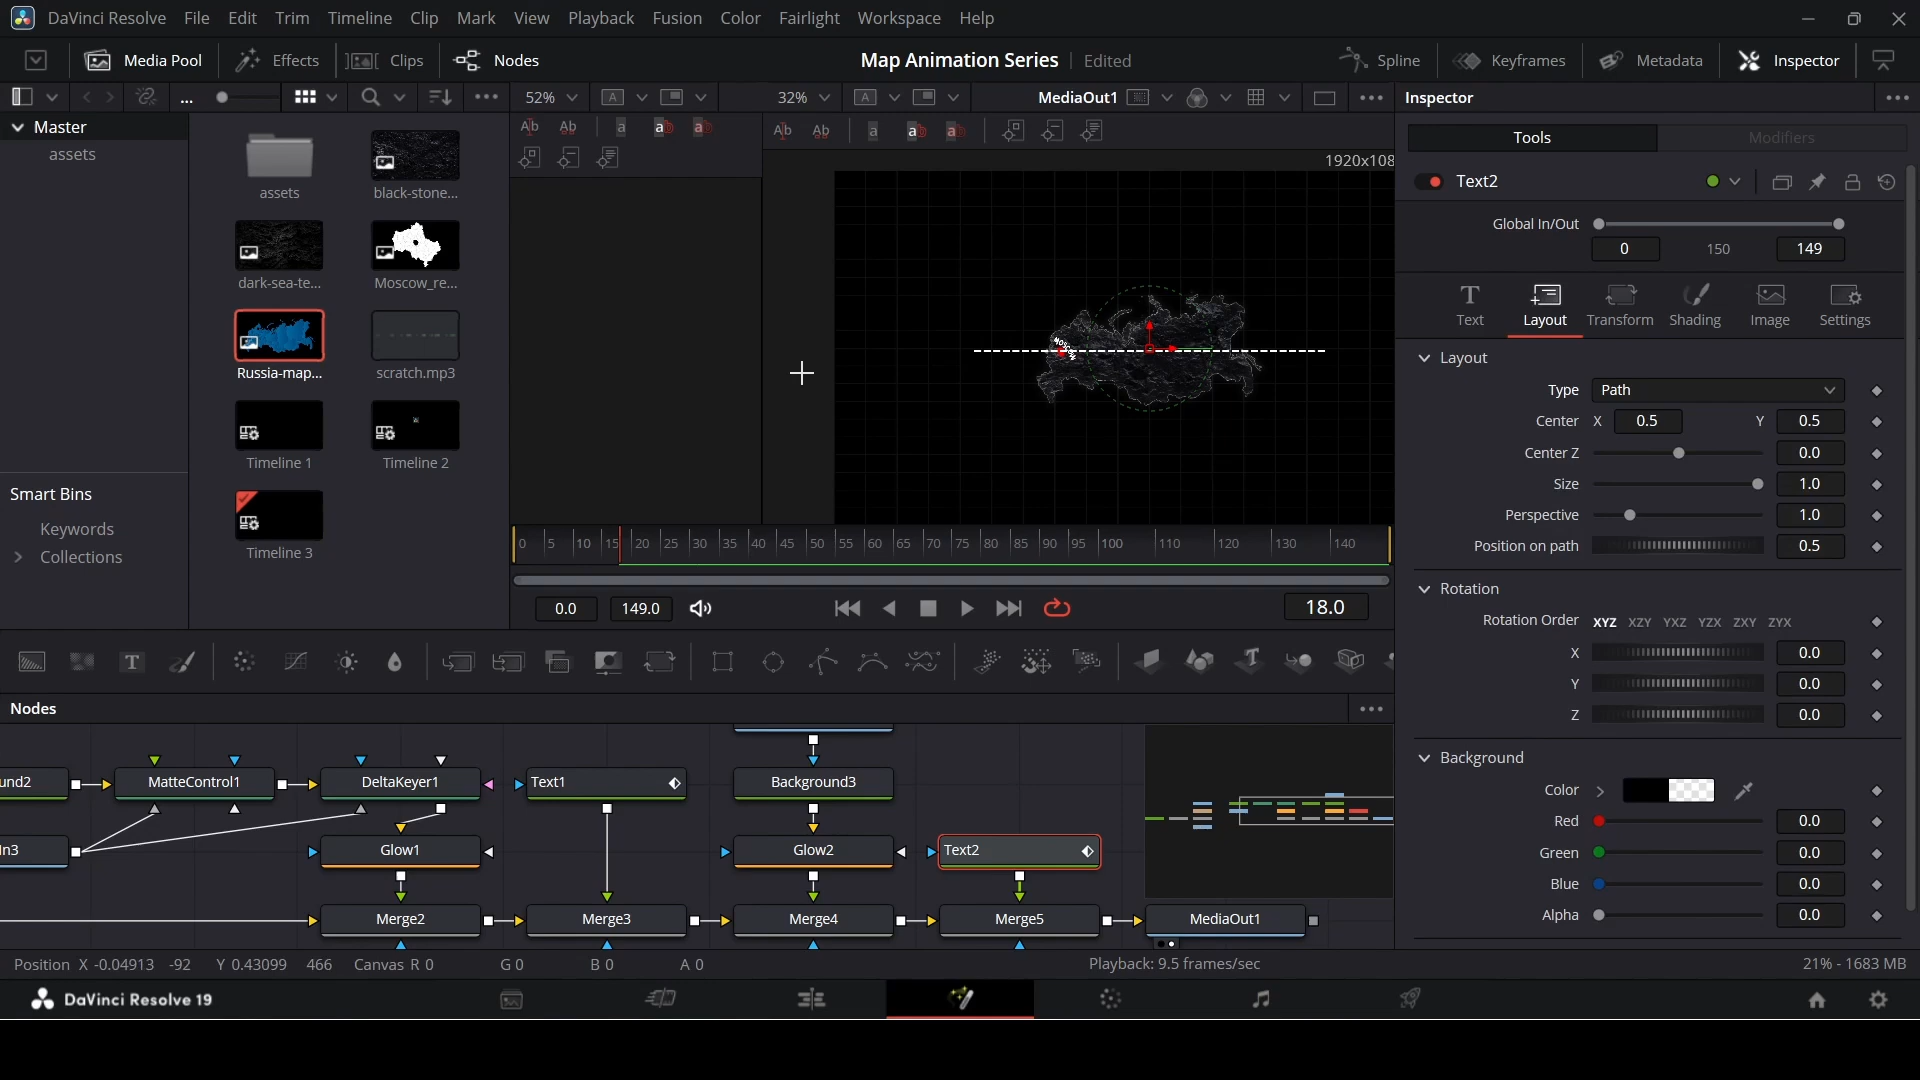 DaVinci Resolve File Edit Trim Timeline Clip Mark View Playback Fusion Color Fairlight Workspace Help
Media Pool Effects Clips Nodes Map Animation Series Edited Spline Keyframes Metadata Inspector
... 52% A 32% A MediaOut1 Inspector
Master
assets
assets
black-stone...
1920x108
Tools Modifiers
Text2
dark-sea-te...
Moscow_re...
Global In/Out
0 150 149
Text Layout Transform Shading Image Settings
Russia-map...
scratch.mp3
MOSCOW
Layout
Type Path
Center X 0.5 Y 0.5
Center Z 0.0
Size 1.0
Perspective 1.0
Position on path 0.5
Timeline 1
Timeline 2
Smart Bins
Keywords
Collections
Timeline 3
0 5 10 15 20 25 30 35 40 45 50 55 60 65 70 75 80 85 90 95 100 110 120 130 140
0.0 149.0 18.0
Rotation
Rotation Order XYZ XZY YXZ YZX ZXY ZYX
X 0.0
Y 0.0
Z 0.0
Nodes
Background
Color
Red 0.0
Green 0.0
Blue 0.0
Alpha 0.0
und2 MatteControl1 DeltaKeyer1 Text1 Background3
In3 Glow1 Glow2 Text2
Merge2 Merge3 Merge4 Merge5 MediaOut1
Position X -0.04913 -92 Y 0.43099 466 Canvas R 0 G 0 B 0 A 0 Playback: 9.5 frames/sec 21% - 1683 MB
DaVinci Resolve 19